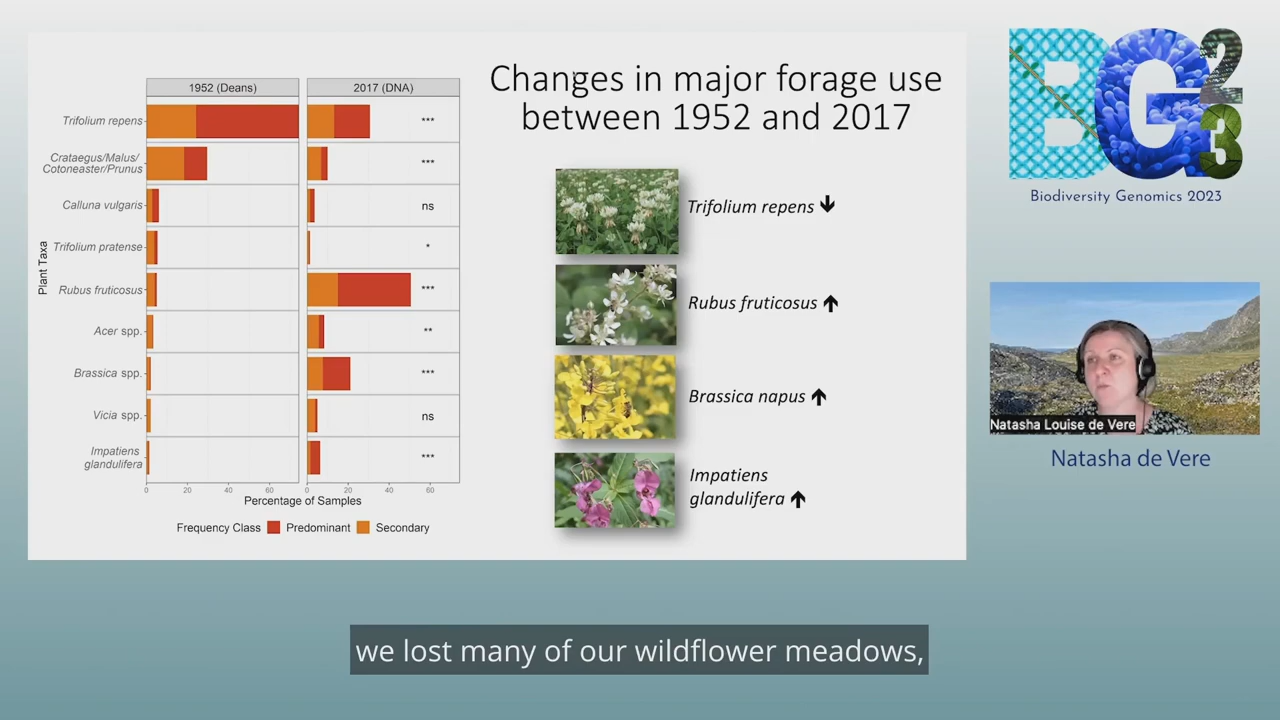 Changes in major forage use
between 1952 and 2017
1952 (Deans)
2017 (DNA)
Plant Taxa
Trifolium repens
***
Crataegus/Malus/
Cotoneaster/Prunus
***
Calluna vulgaris
ns
Trifolium pratense
*
Rubus fruticosus
***
Acer spp.
**
Brassica spp.
***
Vicia spp.
ns
Impatiens
glandulifera
***
0 20 40 60
0 20 40 60
Percentage of Samples
Frequency Class Predominant Secondary
Trifolium repens
Rubus fruticosus
Brassica napus
Impatiens
glandulifera
BG23
Biodiversity Genomics 2023
Natasha Louise de Vere
Natasha de Vere
we lost many of our wildflower meadows,